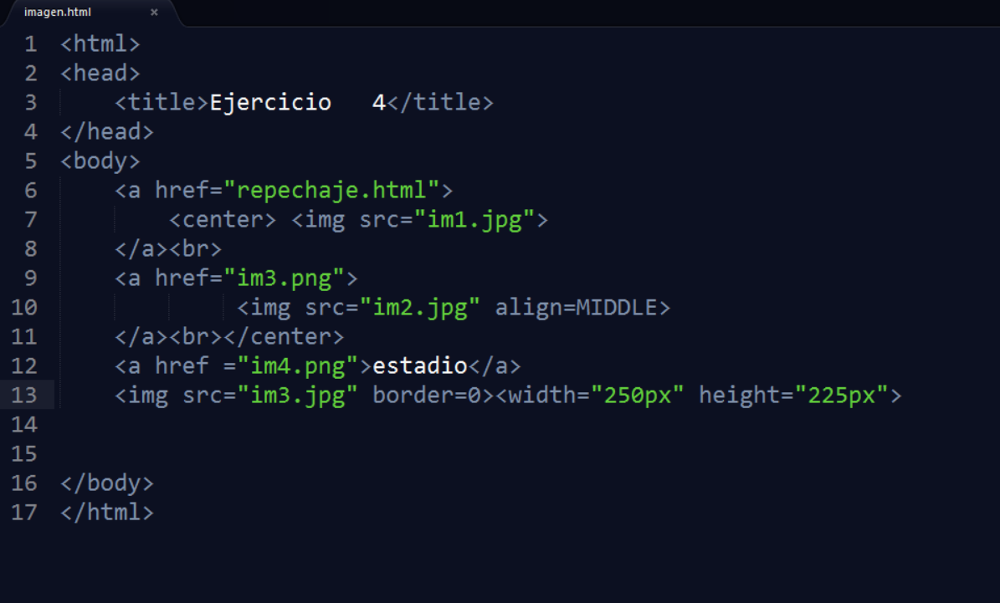 imagen.html ×
1 <html>
2 <head>
3 <title>Ejercicio   4</title>
4 </head>
5 <body>
6 <a href="repechaje.html">
7 <center> <img src="im1.jpg">
8 </a><br>
9 <a href="im3.png">
10 <img src="im2.jpg" align=MIDDLE>
11 </a><br></center>
12 <a href ="im4.png">estadio</a>
13 <img src="im3.jpg" border=0><width="250px" height="225px">
14
15
16 </body>
17 </html>